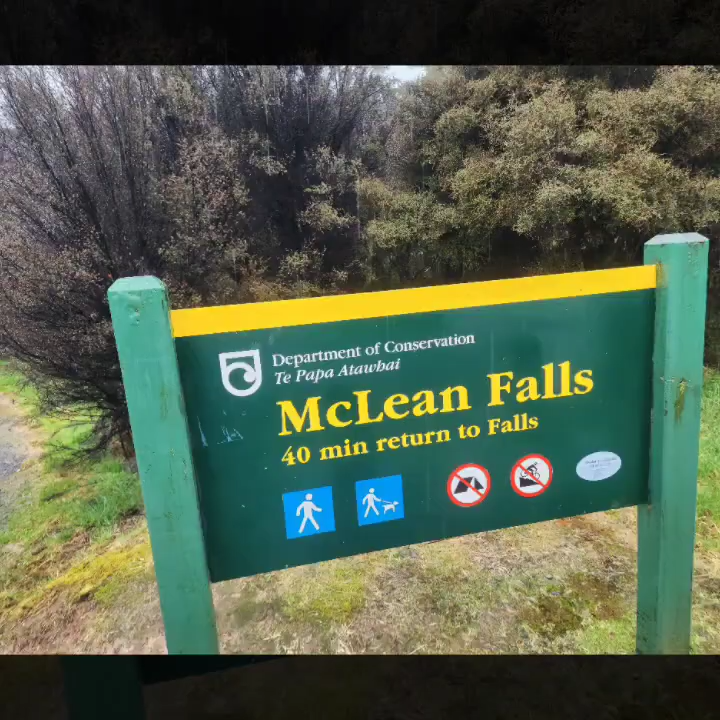 Department of Conservation
Te Papa Atawhai
McLean Falls
40 min return to Falls